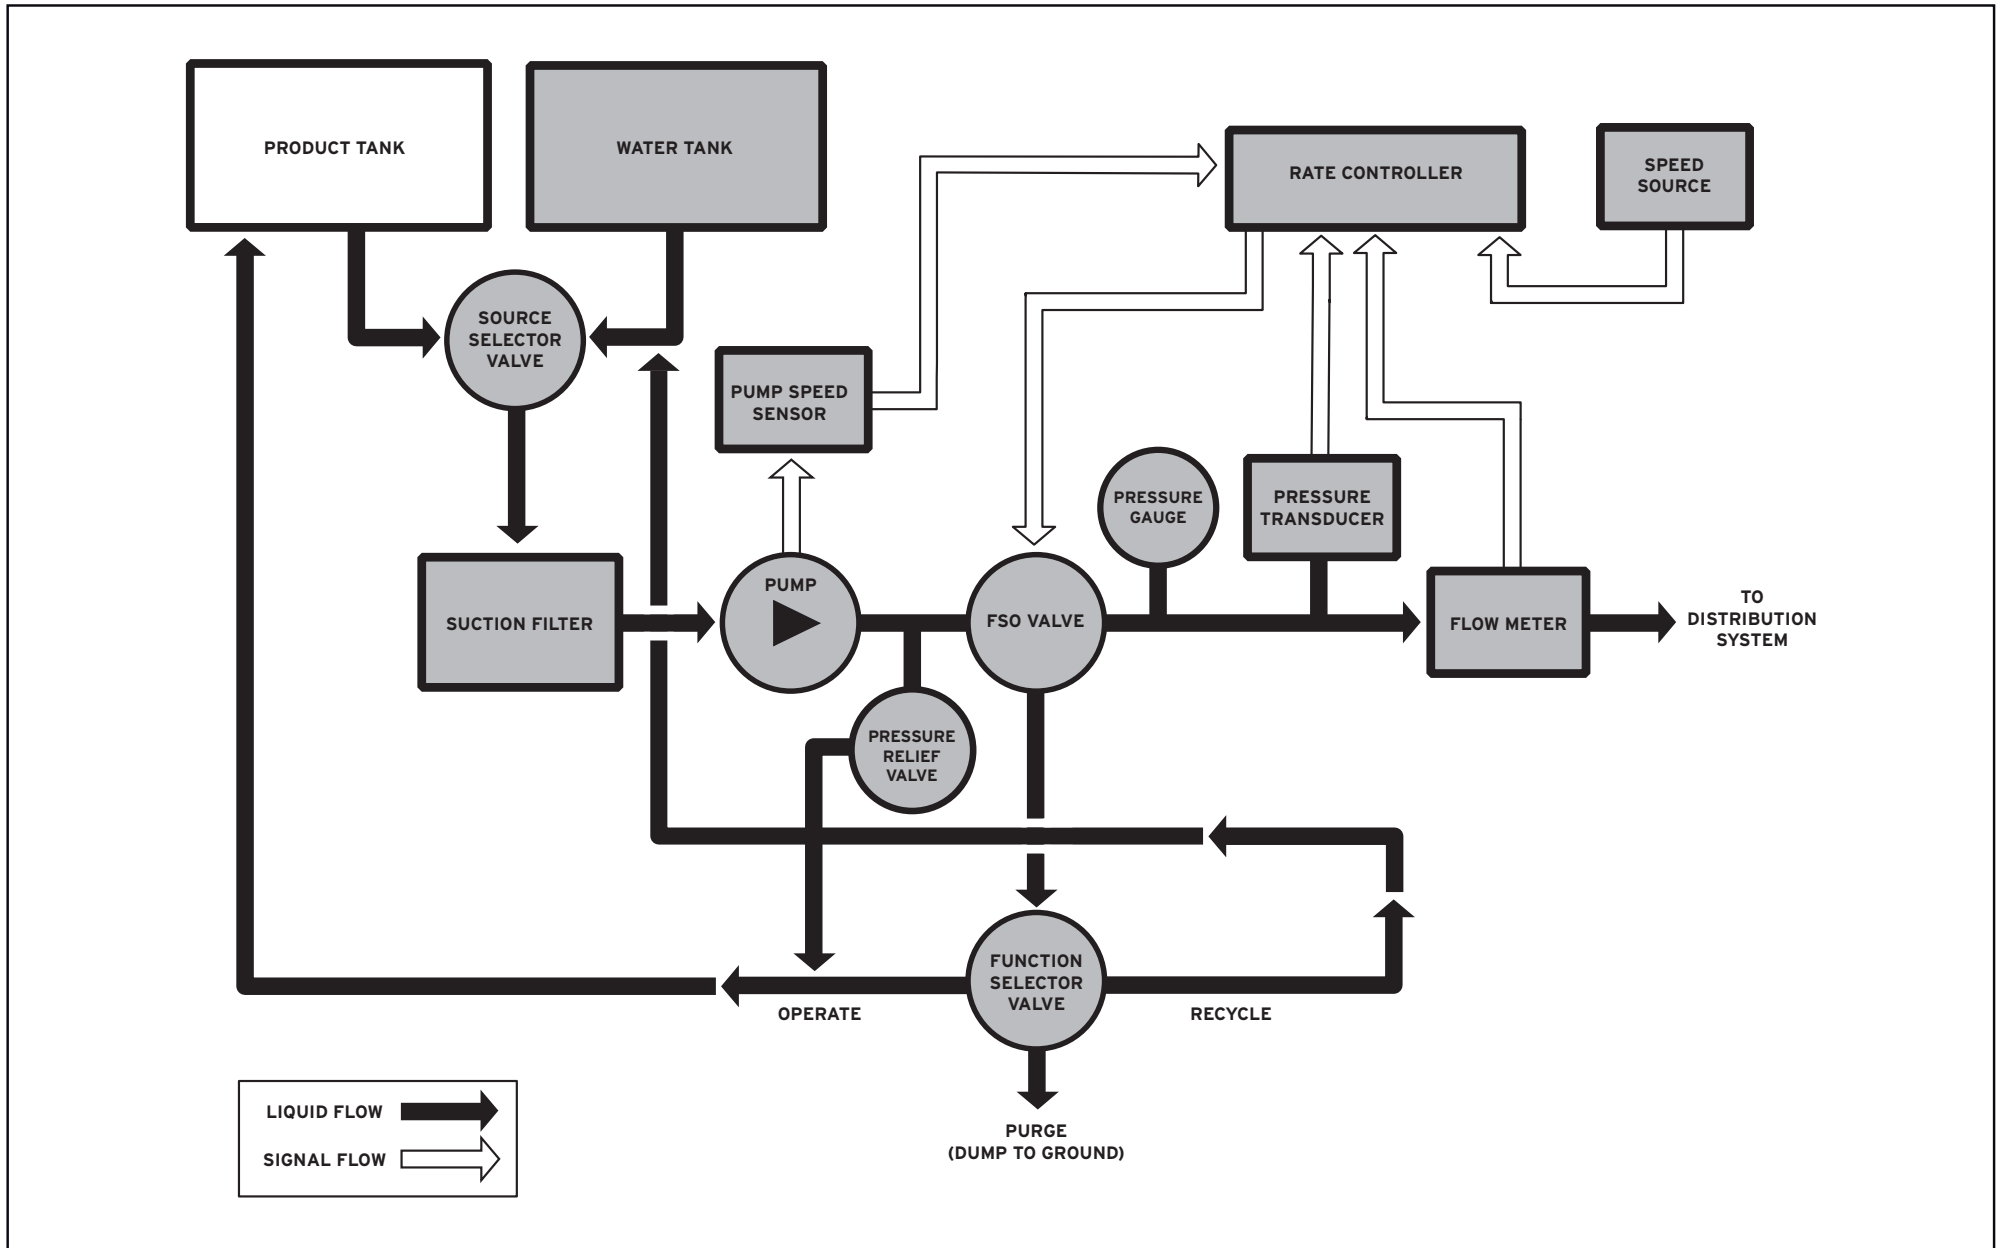 PRODUCT TANK
WATER TANK
RATE CONTROLLER
SPEED
SOURCE
SOURCE
SELECTOR
VALVE
PUMP SPEED
SENSOR
PRESSURE
GAUGE
PRESSURE
TRANSDUCER
SUCTION FILTER
PUMP
FSO VALVE
FLOW METER
TO
DISTRIBUTION
SYSTEM
PRESSURE
RELIEF
VALVE
FUNCTION
SELECTOR
VALVE
OPERATE
RECYCLE
PURGE
(DUMP TO GROUND)
LIQUID FLOW
SIGNAL FLOW